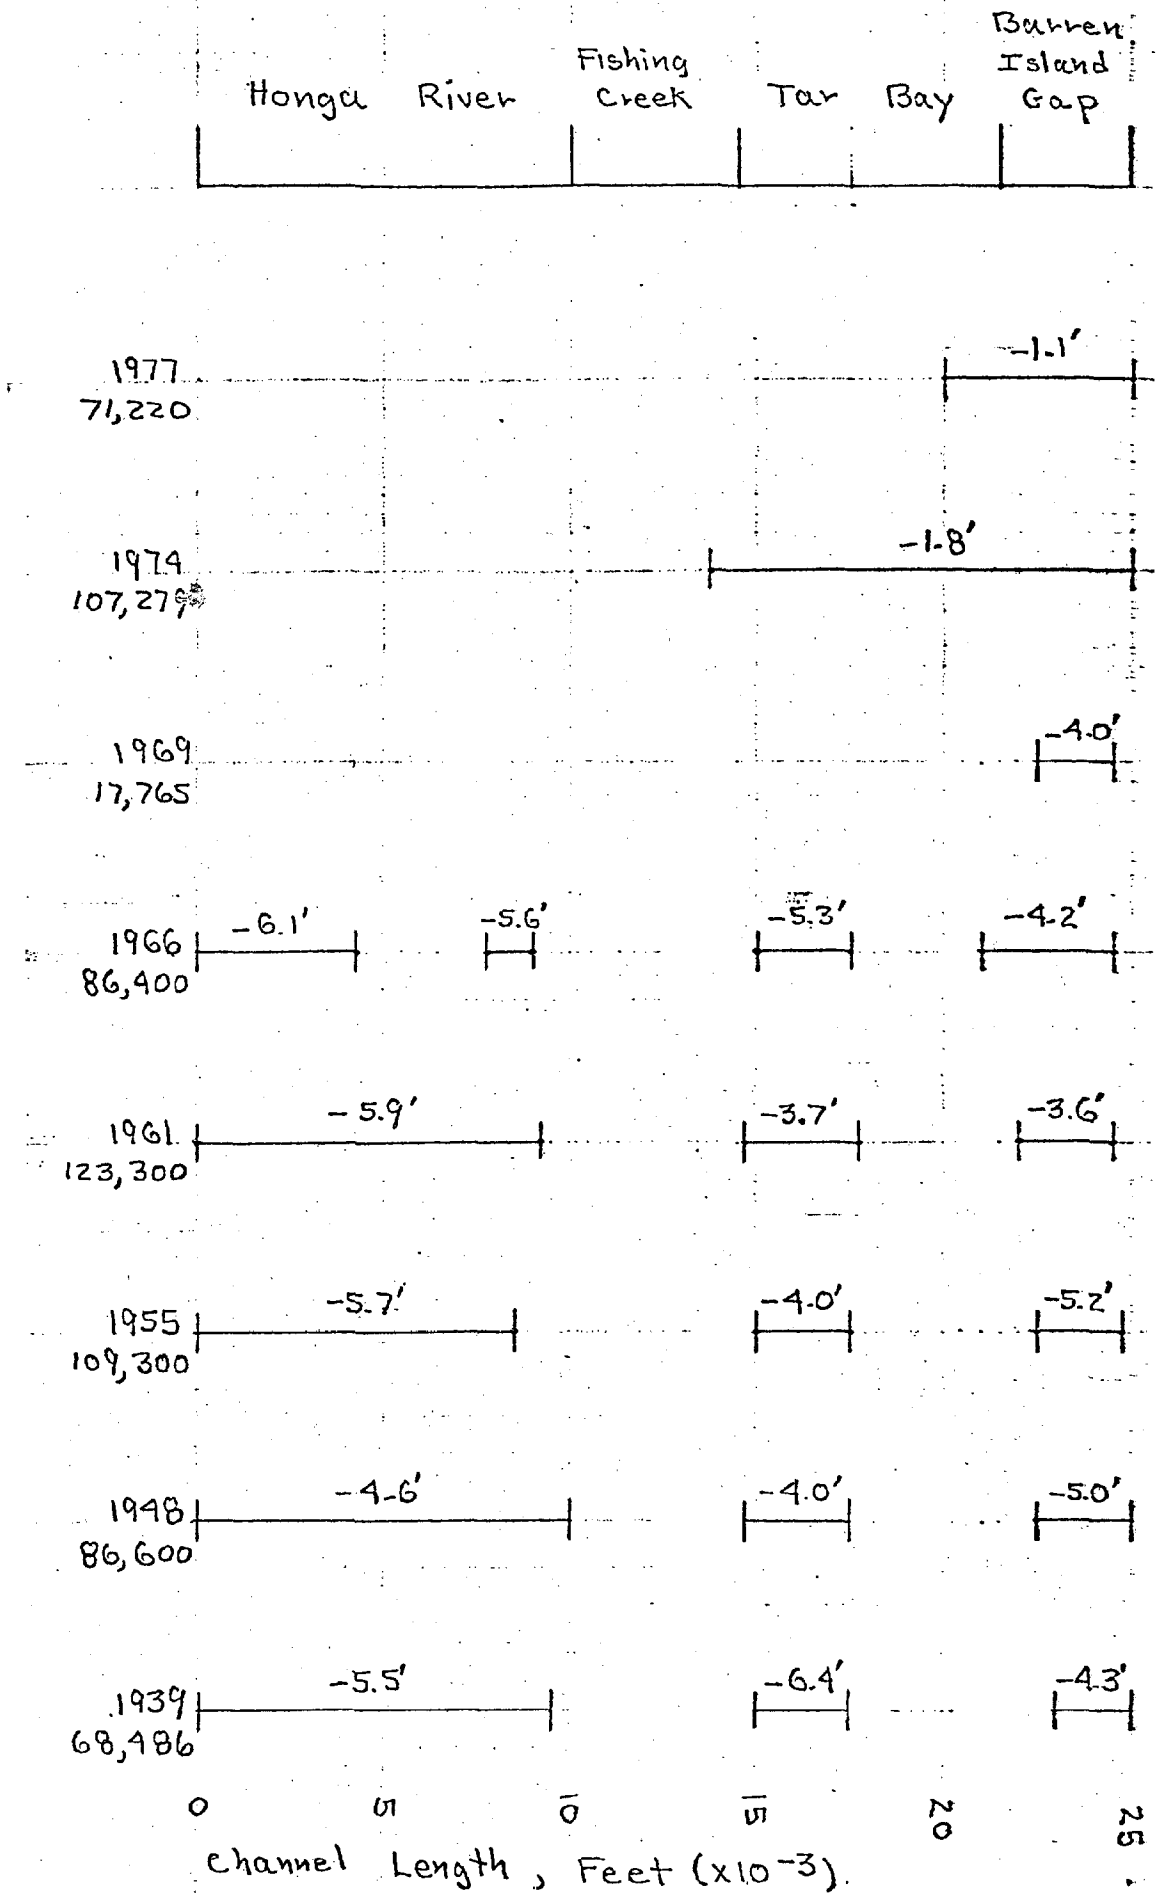 Barren
Fishing Island
Honga River Creek Tar Bay Gap
-1.1'
1977
71,220
-1.8'
1974
107,279
-4.0'
1969
17,765
-6.1' -5.6' -5.3' -4.2'
1966
86,400
-5.9' -3.7' -3.6'
1961
123,300
-5.7' -4.0' -5.2'
1955
109,300
-4.6' -4.0' -5.0'
1948
86,600
-5.5' -6.4' -4.3'
1939
68,486
0 5 10 15 20 25
Channel Length, Feet (x10-3).